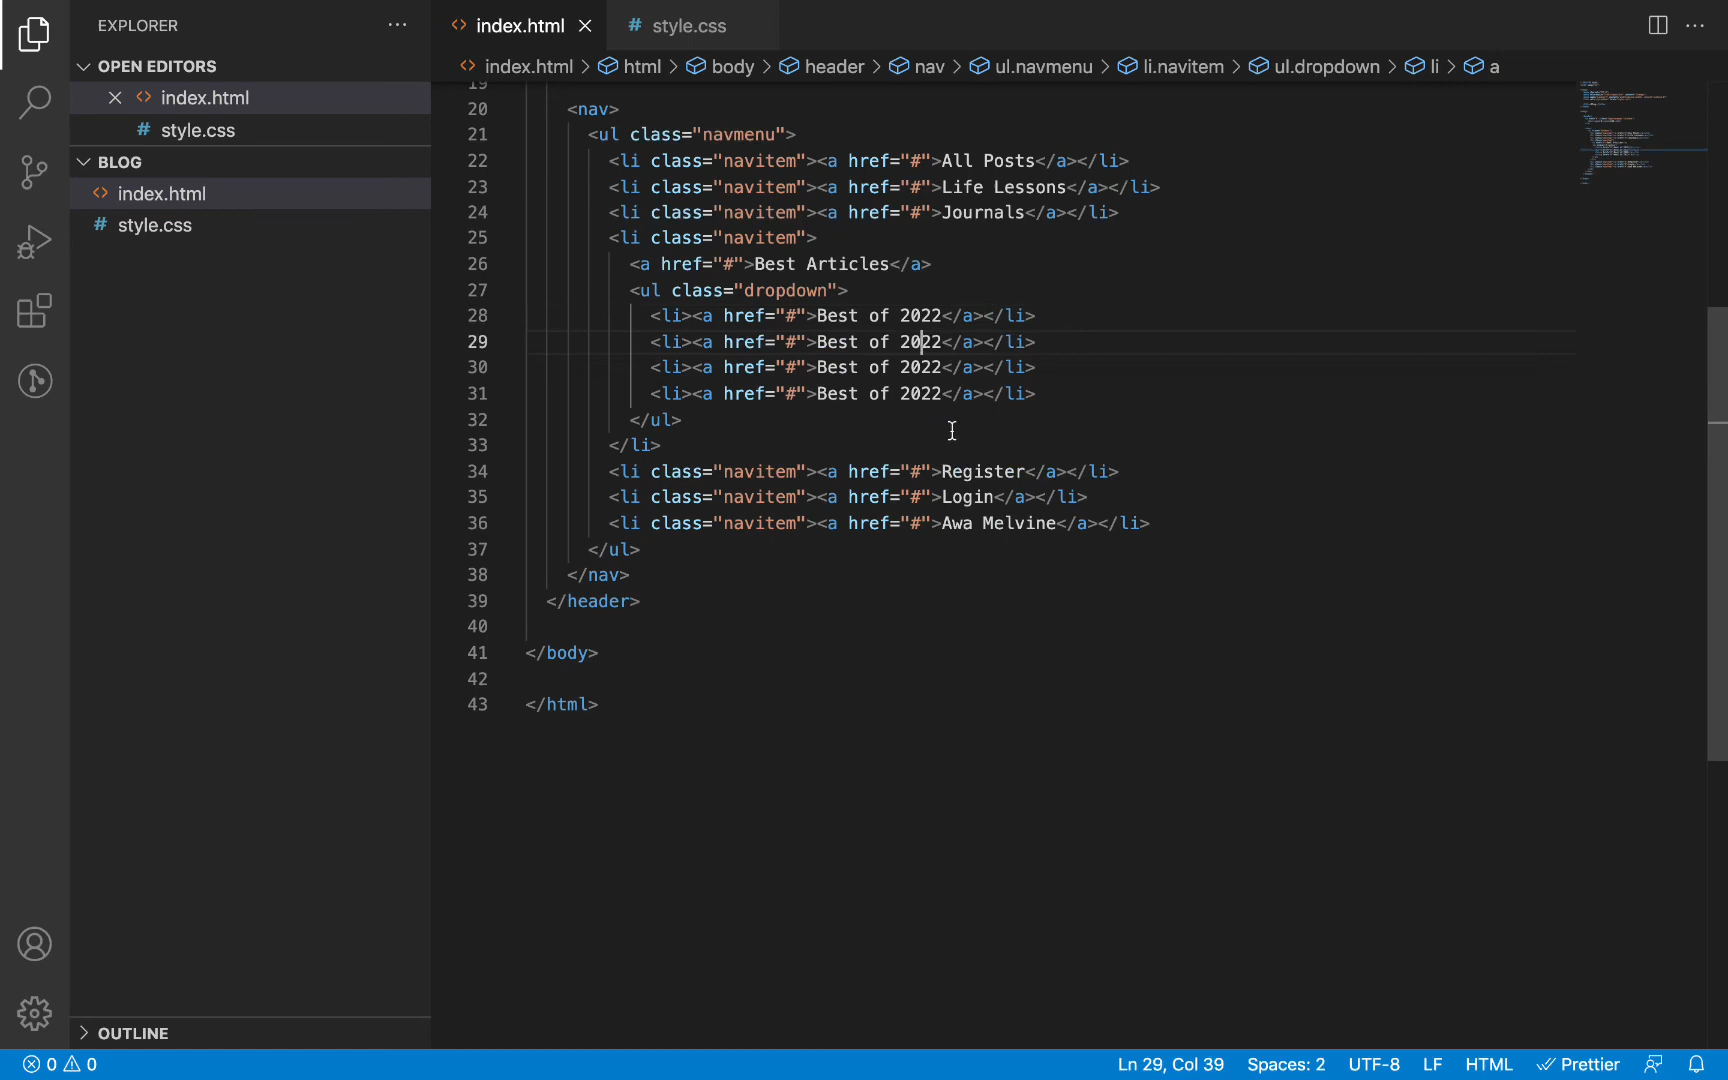 EXPLORER
index.html
style.css
OPEN EDITORS
index.html > html > body > header > nav > ul.navmenu > li.navitem > ul.dropdown > li > a
index.html
style.css
BLOG
index.html
style.css
19
20 <nav>
21 <ul class="navmenu">
22 <li class="navitem"><a href="#">All Posts</a></li>
23 <li class="navitem"><a href="#">Life Lessons</a></li>
24 <li class="navitem"><a href="#">Journals</a></li>
25 <li class="navitem">
26 <a href="#">Best Articles</a>
27 <ul class="dropdown">
28 <li><a href="#">Best of 2022</a></li>
29 <li><a href="#">Best of 2022</a></li>
30 <li><a href="#">Best of 2022</a></li>
31 <li><a href="#">Best of 2022</a></li>
32 </ul>
33 </li>
34 <li class="navitem"><a href="#">Register</a></li>
35 <li class="navitem"><a href="#">Login</a></li>
36 <li class="navitem"><a href="#">Awa Melvine</a></li>
37 </ul>
38 </nav>
39 </header>
40
41 </body>
42
43 </html>
OUTLINE
0 0 Ln 29, Col 39 Spaces: 2 UTF-8 LF HTML Prettier